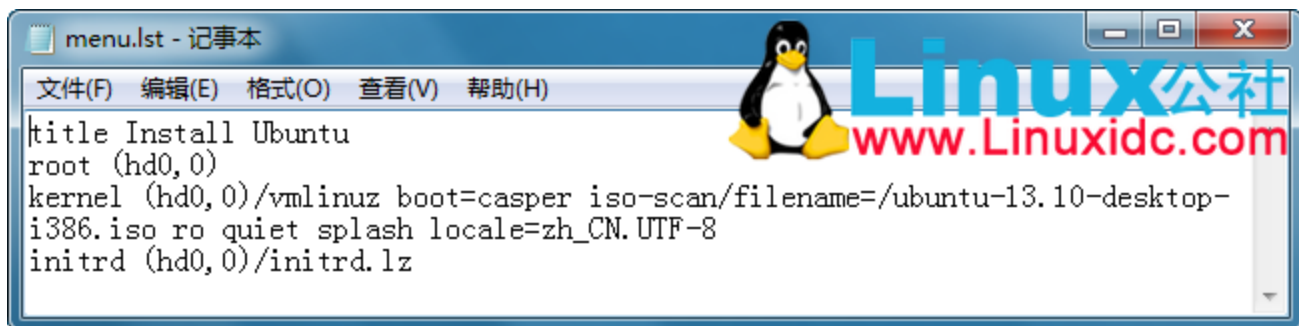 menu.lst - 记事本
Linux公社
文件(F) 编辑(E) 格式(O) 查看(V) 帮助(H)
www.Linuxidc.com
title Install Ubuntu
root (hd0,0)
kernel (hd0,0)/vmlinuz boot=casper iso-scan/filename=/ubuntu-13.10-desktop-
i386.iso ro quiet splash locale=zh_CN.UTF-8
initrd (hd0,0)/initrd.lz